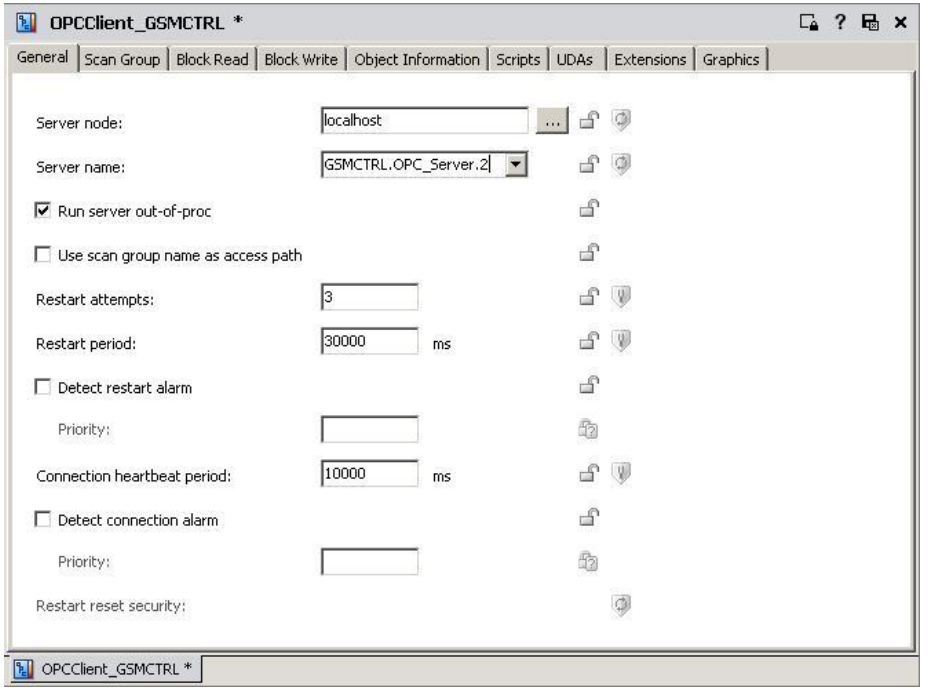 OPCClient_GSMCTRL *
General Scan Group Block Read Block Write Object Information Scripts UDAs Extensions Graphics
Server node: localhost ...
Server name: GSMCTRL.OPC_Server.2
Run server out-of-proc
Use scan group name as access path
Restart attempts: 3
Restart period: 30000 ms
Detect restart alarm
Priority:
Connection heartbeat period: 10000 ms
Detect connection alarm
Priority:
Restart reset security:
OPCClient_GSMCTRL *